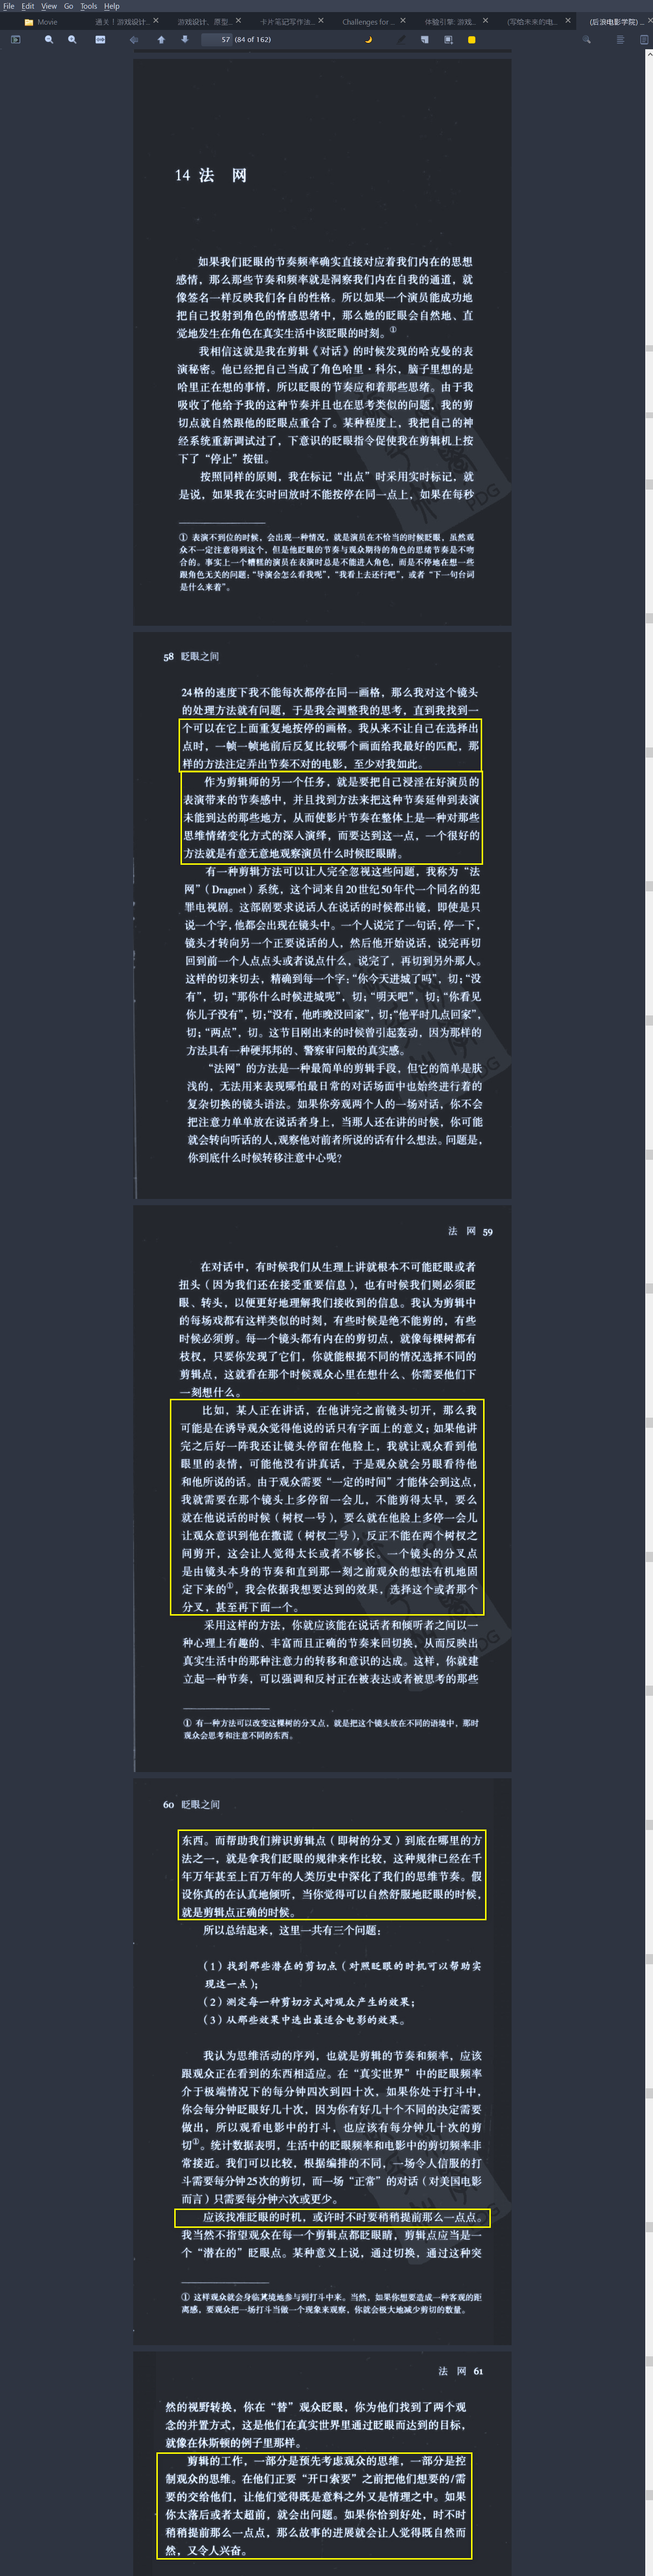 File Edit View Go Tools Help
Movie
通关！游戏设计...
游戏设计、原型...
卡片笔记写作法...
Challenges for ...
体验引擎: 游戏...
(写给未来的电...
(后浪电影学院) ...
57 (84 of 162)
14 法 网
如果我们眨眼的节奏频率确实直接对应着我们内在的思想
感情，那么那些节奏和频率就是洞察我们内在自我的通道，就
像签名一样反映我们各自的性格。所以如果一个演员能成功地
把自己投射到角色的情感思绪中，那么她的眨眼会自然地、直
觉地发生在角色在真实生活中该眨眼的时刻。①
我相信这就是我在剪辑《对话》的时候发现的哈克曼的表
演秘密。他已经把自己当成了角色哈里·科尔，脑子里想的是
哈里正在想的事情，所以眨眼的节奏应和着那些思绪。由于我
吸收了他给予我的这种节奏并且也在思考类似的问题，我的剪
切点就自然跟他的眨眼点重合了。某种程度上，我把自己的神
经系统重新调试过了，下意识的眨眼指令促使我在剪辑机上按
下了“停止”按钮。
按照同样的原则，我在标记“出点”时采用实时标记，就
是说，如果我在实时回放时不能按停在同一点上，如果在每秒
① 表演不到位的时候，会出现一种情况，就是演员在不恰当的时候眨眼，虽然观
众不一定注意得到这个，但是他眨眼的节奏与观众期待的角色的思绪节奏是不吻
合的。事实上一个糟糕的演员在表演时总是不能进入角色，而是不停地在想一些
跟角色无关的问题：“导演会怎么看我呢”，“我看上去还行吧”，或者“下一句台词
是什么来着”。
58 眨眼之间
24格的速度下我不能每次都停在同一画格，那么我对这个镜头
的处理方法就有问题，于是我会调整我的思考，直到我找到一
个可以在它上面重复地按停的画格。我从来不让自己在选择出
点时，一帧一帧地前后反复比较哪个画面给我最好的匹配，那
样的方法注定弄出节奏不对的电影，至少对我如此。
作为剪辑师的另一个任务，就是要把自己浸淫在好演员的
表演带来的节奏感中，并且找到方法来把这种节奏延伸到表演
未能到达的那些地方，从而使影片节奏在整体上是一种对那些
思维情绪变化方式的深入演绎，而要达到这一点，一个很好的
方法就是有意无意地观察演员什么时候眨眼睛。
有一种剪辑方法可以让人完全忽视这些问题，我称为“法
网”（Dragnet）系统，这个词来自20世纪50年代一个同名的犯
罪电视剧。这部剧要求说话人在说话的时候都出镜，即使是只
说一个字，他都会出现在镜头中。一个人说完了一句话，停一下，
镜头才转向另一个正要说话的人，然后他开始说话，说完再切
回到前一个人点点头或者说点什么，说完了，再切到另外那人。
这样的切来切去，精确到每一个字：“你今天进城了吗”，切；“没
有”，切；“那你什么时候进城呢”，切；“明天吧”，切；“你看见
你儿子没有”，切；“没有，他昨晚没回家”，切；“他平时几点回家”，
切；“两点”，切。这节目刚出来的时候曾引起轰动，因为那样的
方法具有一种硬邦邦的、警察审问般的真实感。
“法网”的方法是一种最简单的剪辑手段，但它的简单是肤
浅的，无法用来表现哪怕最日常的对话场面中也始终进行着的
复杂切换的镜头语法。如果你旁观两个人的一场对话，你不会
把注意力单单放在说话者身上，当那人还在讲的时候，你可能
就会转向听话的人，观察他对前者所说的话有什么想法。问题是，
你到底什么时候转移注意中心呢？
法 网 59
在对话中，有时候我们从生理上讲就根本不可能眨眼或者
扭头（因为我们还在接受重要信息），也有时候我们则必须眨
眼、转头，以便更好地理解我们接收到的信息。我认为剪辑中
的每场戏都有这样类似的时刻，有些时候是绝不能剪的，有些
时候必须剪。每一个镜头都有内在的剪切点，就像每棵树都有
枝杈，只要你发现了它们，你就能根据不同的情况选择不同的
剪辑点，这就看在那个时候观众心里在想什么、你需要他们下
一刻想什么。
比如，某人正在讲话，在他讲完之前镜头切开，那么我
可能是在诱导观众觉得他说的话只有字面上的意义；如果他讲
完之后好一阵我还让镜头停留在他脸上，我就让观众看到他
眼里的表情，可能他没有讲真话，于是观众就会另眼看待他
和他所说的话。由于观众需要“一定的时间”才能体会到这点，
我就需要在那个镜头上多停留一会儿，不能剪得太早，要么
就在他说话的时候（树杈一号），要么就在他脸上多停一会儿
让观众意识到他在撒谎（树杈二号），反正不能在两个树杈之
间剪开，这会让人觉得太长或者不够长。一个镜头的分叉点
是由镜头本身的节奏和直到那一刻之前观众的想法有机地固
定下来的①，我会依据我想要达到的效果，选择这个或者那个
分叉，甚至再下面一个。
采用这样的方法，你就应该能在说话者和倾听者之间以一
种心理上有趣的、丰富而且正确的节奏来回切换，从而反映出
真实生活中的那种注意力的转移和意识的达成。这样，你就建
立起一种节奏，可以强调和反衬正在被表达或者被思考的那些
① 有一种方法可以改变这棵树的分叉点，就是把这个镜头放在不同的语境中，那时
观众会思考和注意不同的东西。
60 眨眼之间
东西。而帮助我们辨识剪辑点（即树的分叉）到底在哪里的方
法之一，就是拿我们眨眼的规律来作比较，这种规律已经在千
年万年甚至上百万年的人类历史中深化了我们的思维节奏。假
设你真的在认真地倾听，当你觉得可以自然舒服地眨眼的时候，
就是剪辑点正确的时候。
所以总结起来，这里一共有三个问题：
（1）找到那些潜在的剪切点（对照眨眼的时机可以帮助实
现这一点）；
（2）测定每一种剪切方式对观众产生的效果；
（3）从那些效果中选出最适合电影的效果。
我认为思维活动的序列，也就是剪辑的节奏和频率，应该
跟观众正在看到的东西相适应。在“真实世界”中的眨眼频率
介于极端情况下的每分钟四次到四十次，如果你处于打斗中，
你会每分钟眨眼好几十次，因为你有好几十个不同的决定需要
做出，所以观看电影中的打斗，也应该有每分钟几十次的剪
切①。统计数据表明，生活中的眨眼频率和电影中的剪切频率非
常接近。我们可以比较，根据编排的不同，一场令人信服的打
斗需要每分钟25次的剪切，而一场“正常”的对话（对美国电影
而言）只需要每分钟六次或更少。
应该找准眨眼的时机，或许时不时要稍稍提前那么一点点。
我当然不指望观众在每一个剪辑点都眨眼睛，剪辑点应当是一
个“潜在的”眨眼点。某种意义上说，通过切换，通过这种突
① 这样观众就会身临其境地参与到打斗中来。当然，如果你想要造成一种客观的距
离感，要观众把一场打斗当做一个现象来观察，你就会极大地减少剪切的数量。
法 网 61
然的视野转换，你在“替”观众眨眼，你为他们找到了两个观
念的并置方式，这是他们在真实世界里通过眨眼而达到的目标，
就像在休斯顿的例子里那样。
剪辑的工作，一部分是预先考虑观众的思维，一部分是控
制观众的思维。在他们正要“开口索要”之前把他们想要的/需
要的交给他们，让他们觉得既是意料之外又是情理之中。如果
你太落后或者太超前，就会出问题。如果你恰到好处，时不时
稍稍提前那么一点点，那么故事的进展就会让人觉得既自然而
然，又令人兴奋。